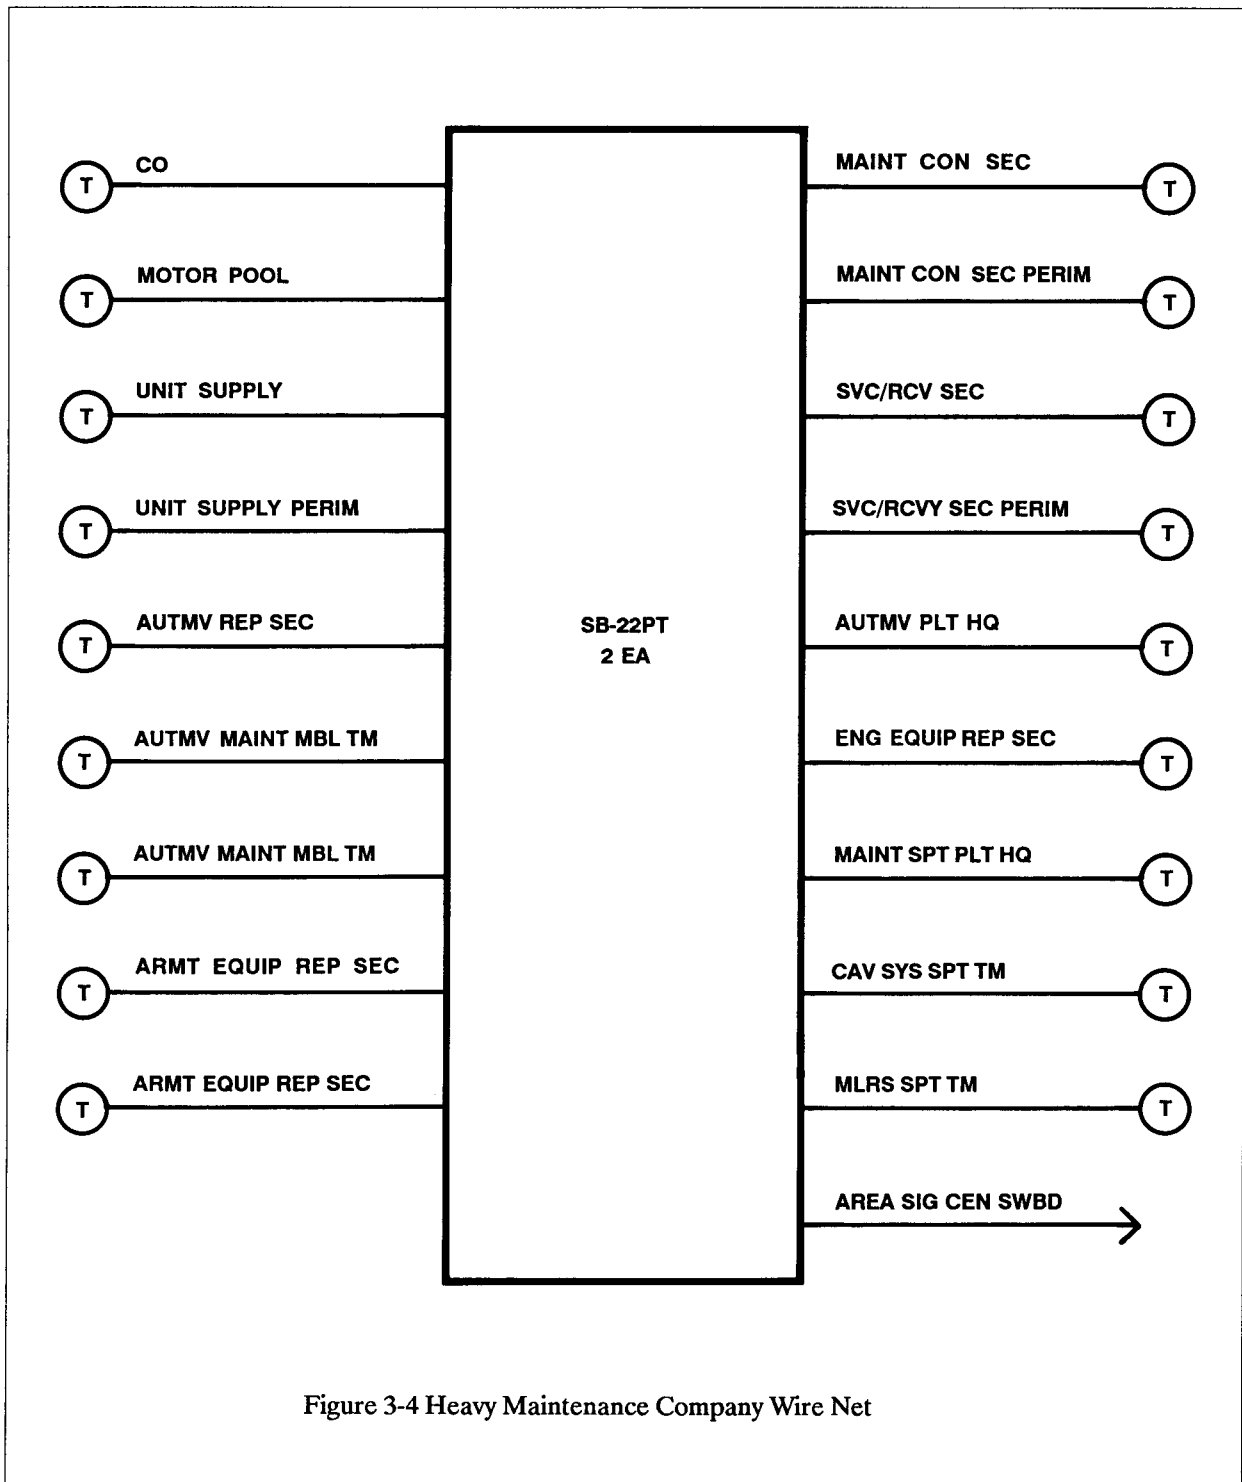 CO
T
MOTOR POOL
T
UNIT SUPPLY
T
UNIT SUPPLY PERIM
T
AUTMV REP SEC
T
AUTMV MAINT MBL TM
T
AUTMV MAINT MBL TM
T
ARMT EQUIP REP SEC
T
ARMT EQUIP REP SEC
T
SB-22PT
2 EA
MAINT CON SEC
T
MAINT CON SEC PERIM
T
SVC/RCV SEC
T
SVC/RCVY SEC PERIM
T
AUTMV PLT HQ
T
ENG EQUIP REP SEC
T
MAINT SPT PLT HQ
T
CAV SYS SPT TM
T
MLRS SPT TM
T
AREA SIG CEN SWBD
Figure 3-4 Heavy Maintenance Company Wire Net